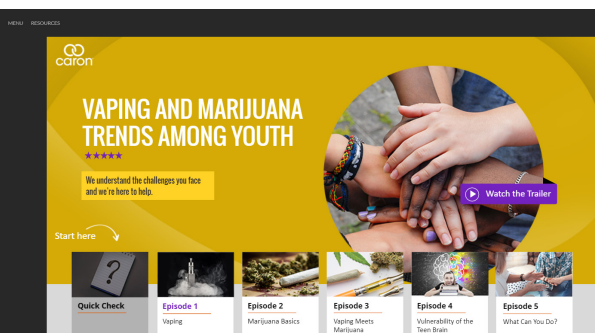 MENU RESOURCES
caron
VAPING AND MARIJUANA
TRENDS AMONG YOUTH
We understand the challenges you face
and we're here to help.
Watch the Trailer
Start here
Quick Check
Episode 1
Vaping
Episode 2
Marijuana Basics
Episode 3
Vaping Meets
Marijuana
Episode 4
Vulnerability of the
Teen Brain
Episode 5
What Can You Do?